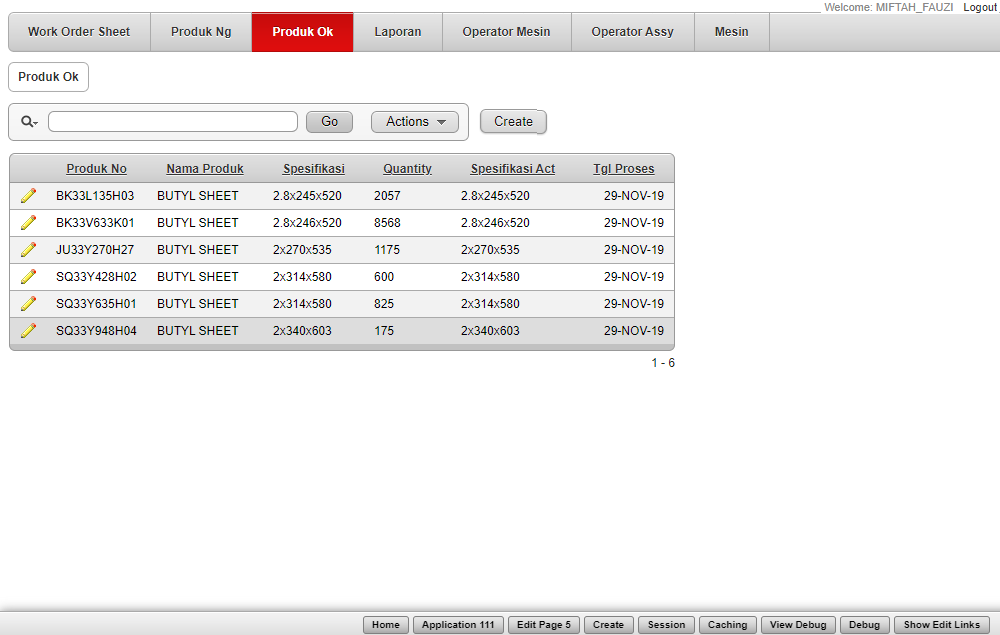 Welcome: MIFTAH_FAUZI Logout
Work Order Sheet Produk Ng Produk Ok Laporan Operator Mesin Operator Assy Mesin
Produk Ok
Go Actions Create
Produk No Nama Produk Spesifikasi Quantity Spesifikasi Act Tgl Proses
BK33L135H03 BUTYL SHEET 2.8x245x520 2057 2.8x245x520 29-NOV-19
BK33V633K01 BUTYL SHEET 2.8x246x520 8568 2.8x246x520 29-NOV-19
JU33Y270H27 BUTYL SHEET 2x270x535 1175 2x270x535 29-NOV-19
SQ33Y428H02 BUTYL SHEET 2x314x580 600 2x314x580 29-NOV-19
SQ33Y635H01 BUTYL SHEET 2x314x580 825 2x314x580 29-NOV-19
SQ33Y948H04 BUTYL SHEET 2x340x603 175 2x340x603 29-NOV-19
1 - 6
Home Application 111 Edit Page 5 Create Session Caching View Debug Debug Show Edit Links